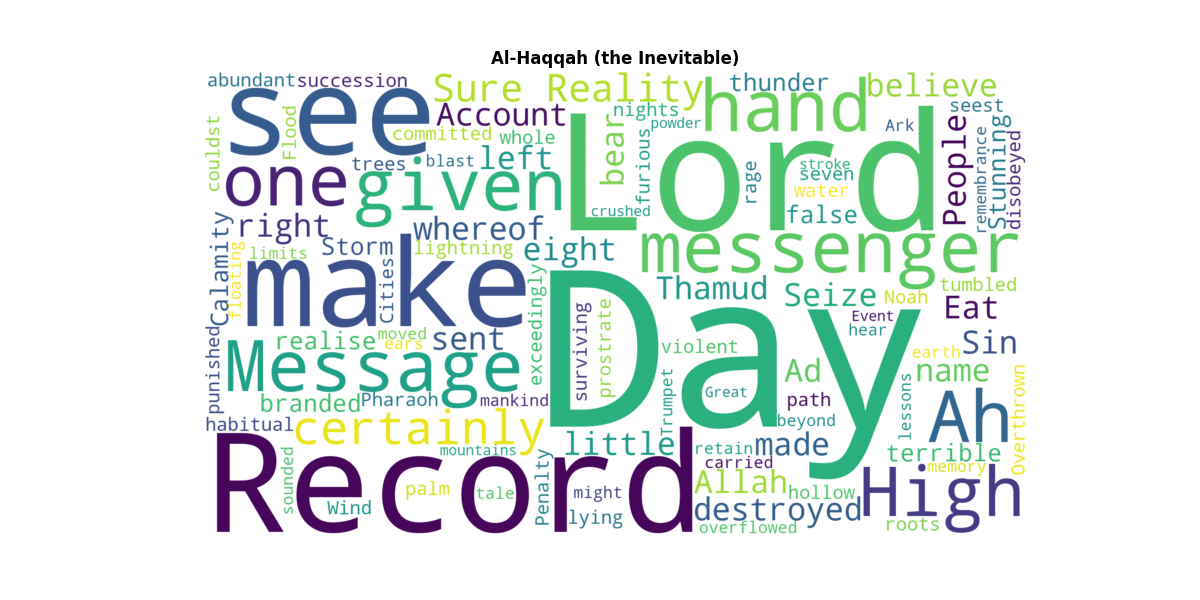 Al-Haqqah (the Inevitable)
abundant succession Sure Reality thunder believe
see Flood Account hand nights powder seest
couldst committed whole Lord Ark People remembrance Stunning disobeyed
trees blast left bear furious rage stroke seven
one given crushed water false
right whereof messenger
Calamity floating limits Storm Cities lightning eight
make exceedingly Day Thamud Seize Noah tumbled
Eat Event hear
realise moved ears sent surviving prostrate violent earth Sin
punished Message Ad name
branded Pharaoh mankind Trumpet Great path lessons Ah Overthrown
habitual certainly beyond
Record mountains little retain made terrible
sounded carried memory
palm tale Penalty might Allah hollow High
Wind lying destroyed roots
overflowed